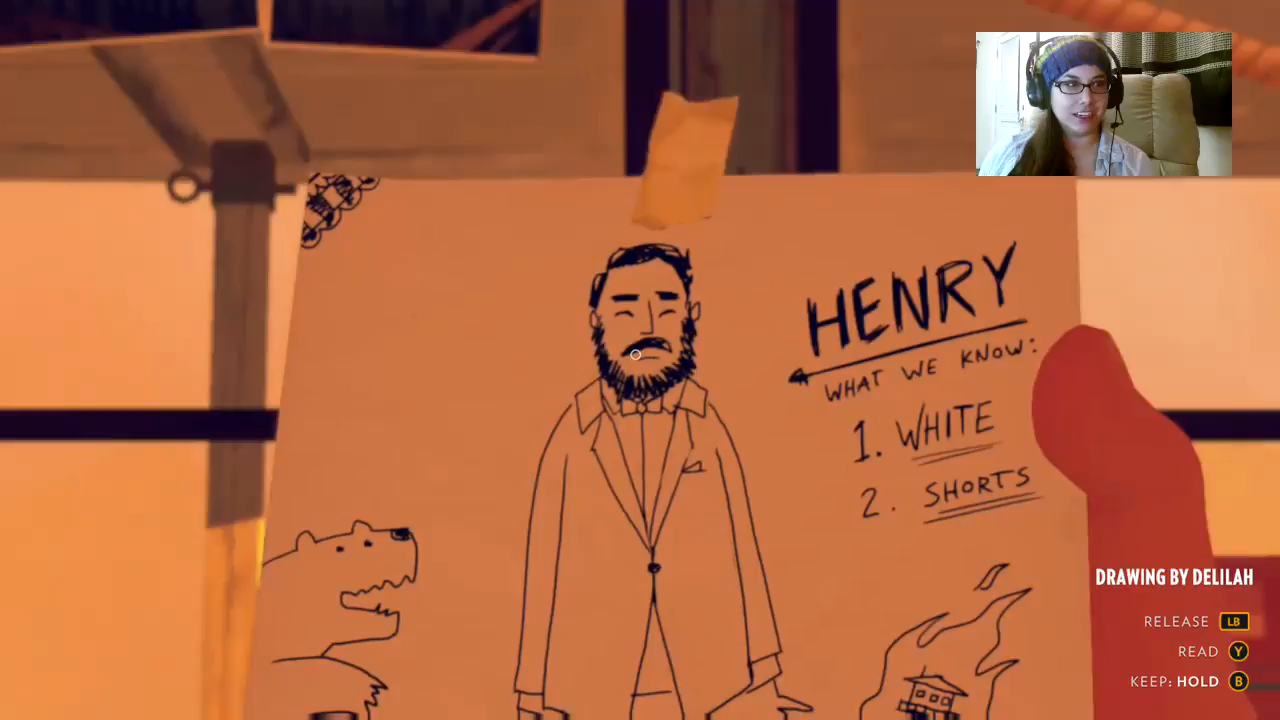 HENRY
WHAT WE KNOW:
1. WHITE
2. SHORTS
DRAWING BY DELILAH
RELEASE LB
READ Y
KEEP: HOLD B